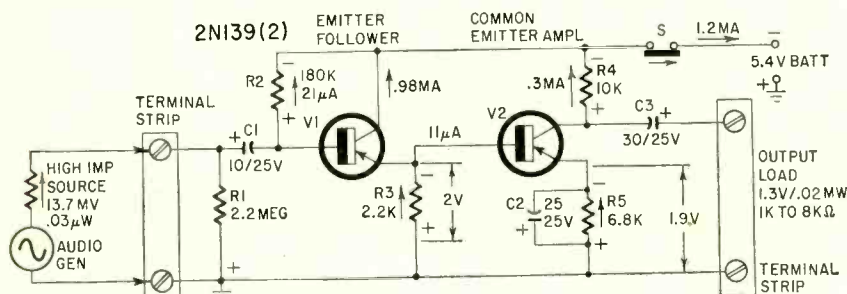 2N139(2)
EMITTER
FOLLOWER
COMMON
EMITTER AMPL
S
1.2MA
−
5.4V BATT
+
−
R2
180K
21µA
+
.98MA
.3MA
−
R4
10K
+
TERMINAL
STRIP
V1
V2
11µA
+ C1
10/25V
C3
+
30/25V
HIGH IMP
SOURCE
13.7 MV
.03µW
AUDIO
GEN
R1
2.2 MEG
+
−
R3
2.2K
+
2V
C2
25
25V
+
−
R5
6.8K
+
1.9V
OUTPUT
LOAD
1.3V/.02MW
1K TO 8KΩ
TERMINAL
STRIP